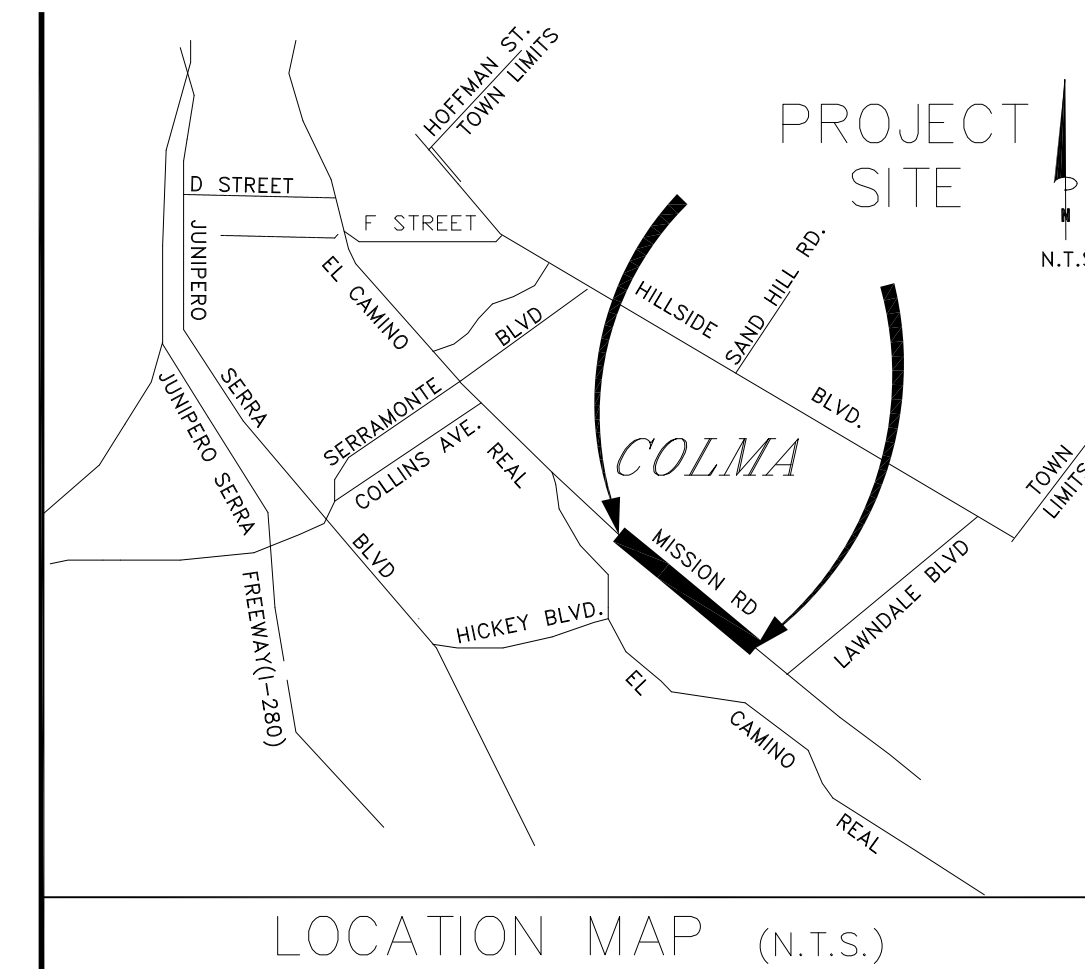 HOFFMAN ST.
TOWN LIMITS
PROJECT
SITE
N
N.T.S
D STREET
F STREET
JUNIPERO
SERRA
BLVD
EL CAMINO
REAL
BLVD
SERRAMONTE
COLLINS AVE.
HILLSIDE
BLVD.
SAND HILL RD.
JUNIPERO SERRA
FREEWAY(I-280)
COLMA
TOWN
LIMITS
MISSION RD
LAWNDALE BLVD
HICKEY BLVD.
EL
CAMINO
REAL
LOCATION MAP (N.T.S.)